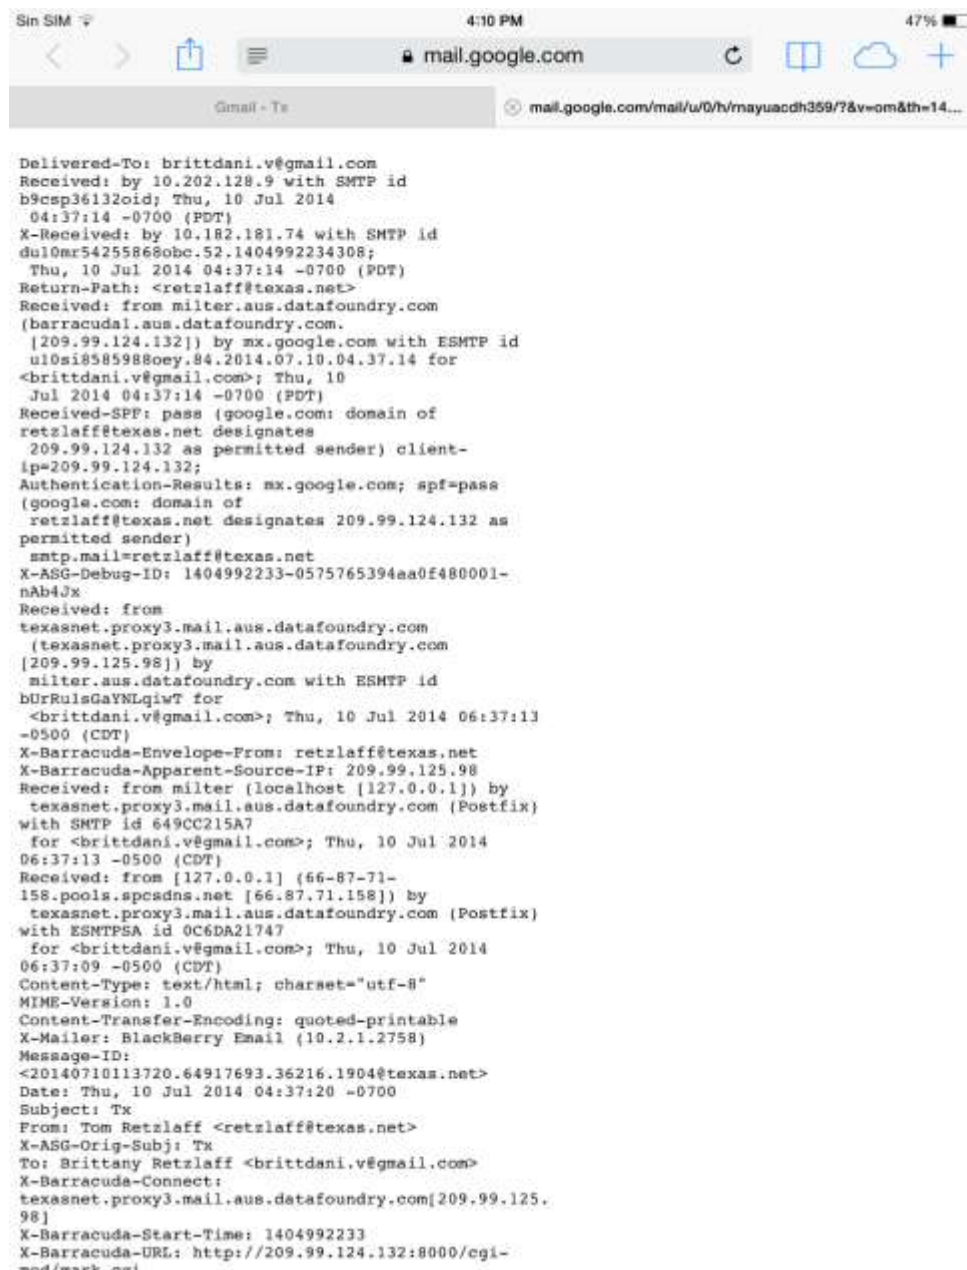 Sin SIM 4:10 PM 47%
mail.google.com
Gmail - Tx mail.google.com/mail/u/0/h/rnayuacdh359/?&v=om&th=14...
Delivered-To: brittdani.v@gmail.com
Received: by 10.202.128.9 with SMTP id
b9csp36132oid; Thu, 10 Jul 2014
04:37:14 -0700 (PDT)
X-Received: by 10.182.181.74 with SMTP id
du10mr54255868obc.52.1404992234308;
Thu, 10 Jul 2014 04:37:14 -0700 (PDT)
Return-Path: <retzlaff@texas.net>
Received: from milter.aus.datafoundry.com
(barracuda1.aus.datafoundry.com.
[209.99.124.132]) by mx.google.com with ESMTP id
u10si8585988oey.84.2014.07.10.04.37.14 for
<brittdani.v@gmail.com>; Thu, 10
Jul 2014 04:37:14 -0700 (PDT)
Received-SPF: pass (google.com: domain of
retzlaff@texas.net designates
209.99.124.132 as permitted sender) client-
ip=209.99.124.132;
Authentication-Results: mx.google.com; spf=pass
(google.com: domain of
retzlaff@texas.net designates 209.99.124.132 as
permitted sender)
smtp.mail=retzlaff@texas.net
X-ASG-Debug-ID: 1404992233-0575765394aa0f480001-
nAb4Jx
Received: from
texasnet.proxy3.mail.aus.datafoundry.com
(texasnet.proxy3.mail.aus.datafoundry.com
[209.99.125.98]) by
milter.aus.datafoundry.com with ESMTP id
bUrRulsGaYNLqiwT for
<brittdani.v@gmail.com>; Thu, 10 Jul 2014 06:37:13
-0500 (CDT)
X-Barracuda-Envelope-From: retzlaff@texas.net
X-Barracuda-Apparent-Source-IP: 209.99.125.98
Received: from milter (localhost [127.0.0.1]) by
texasnet.proxy3.mail.aus.datafoundry.com (Postfix)
with SMTP id 649CC215A7
for <brittdani.v@gmail.com>; Thu, 10 Jul 2014
06:37:13 -0500 (CDT)
Received: from [127.0.0.1] (66-87-71-
158.pools.spcsdns.net [66.87.71.158]) by
texasnet.proxy3.mail.aus.datafoundry.com (Postfix)
with ESMTPSA id 0C6DA21747
for <brittdani.v@gmail.com>; Thu, 10 Jul 2014
06:37:09 -0500 (CDT)
Content-Type: text/html; charset="utf-8"
MIME-Version: 1.0
Content-Transfer-Encoding: quoted-printable
X-Mailer: BlackBerry Email (10.2.1.2758)
Message-ID:
<20140710113720.64917693.36216.1904@texas.net>
Date: Thu, 10 Jul 2014 04:37:20 -0700
Subject: Tx
From: Tom Retzlaff <retzlaff@texas.net>
X-ASG-Orig-Subj: Tx
To: Brittany Retzlaff <brittdani.v@gmail.com>
X-Barracuda-Connect:
texasnet.proxy3.mail.aus.datafoundry.com[209.99.125.
98]
X-Barracuda-Start-Time: 1404992233
X-Barracuda-URL: http://209.99.124.132:8000/cgi-
mod/mark.cgi